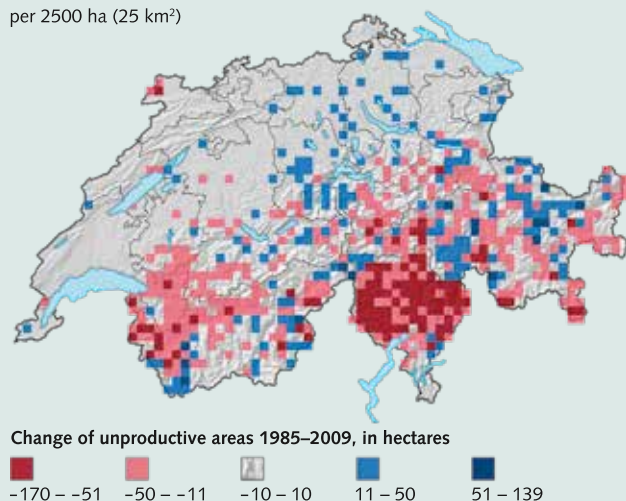 per 2500 ha (25 km²)
Change of unproductive areas 1985–2009, in hectares
−170 – −51 −50 – −11 −10 – 10 11 – 50 51 – 139